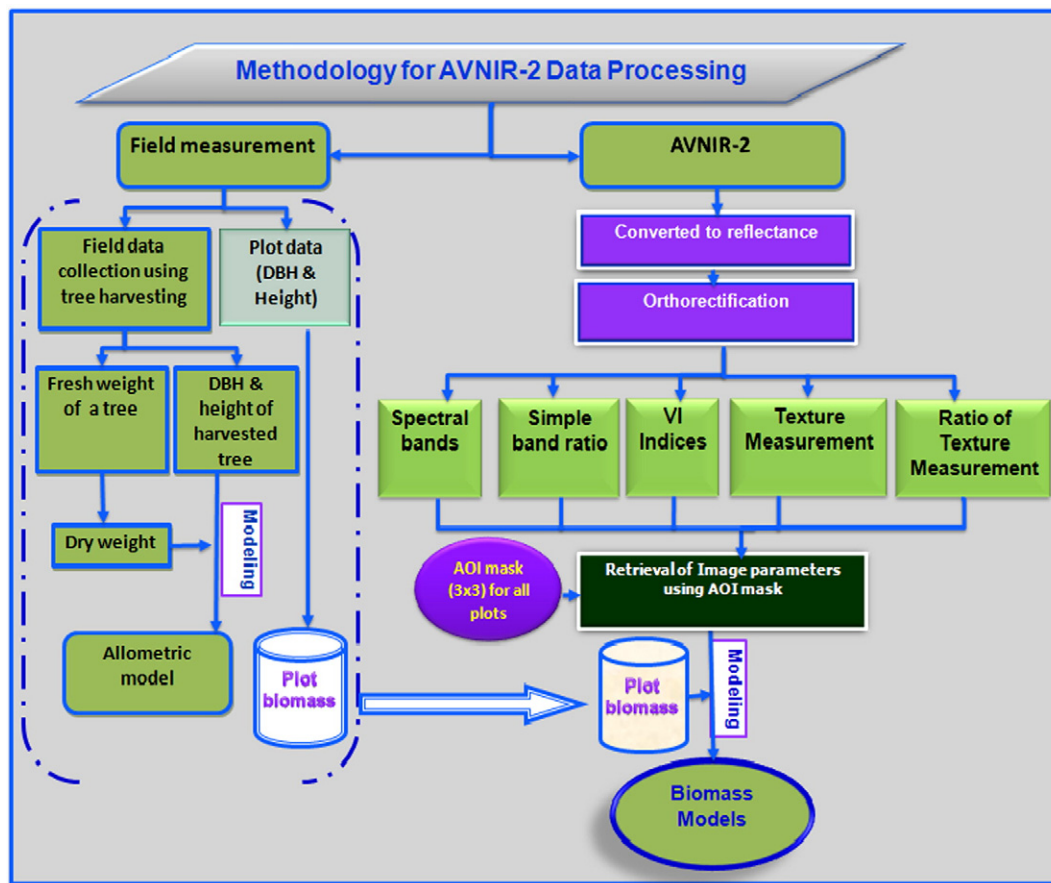 Methodology for AVNIR-2 Data Processing
Field measurement
AVNIR-2
Field data
collection using
tree harvesting
Plot data
(DBH &
Height)
Converted to reflectance
Orthorectification
Fresh weight
of a tree
DBH &
height of
harvested
tree
Spectral
bands
Simple
band ratio
VI
Indices
Texture
Measurement
Ratio of
Texture
Measurement
Dry weight
Modeling
AOI mask
(3x3) for all
plots
Retrieval of Image parameters
using AOI mask
Allometric
model
Plot
biomass
Plot
biomass
Modeling
Biomass
Models